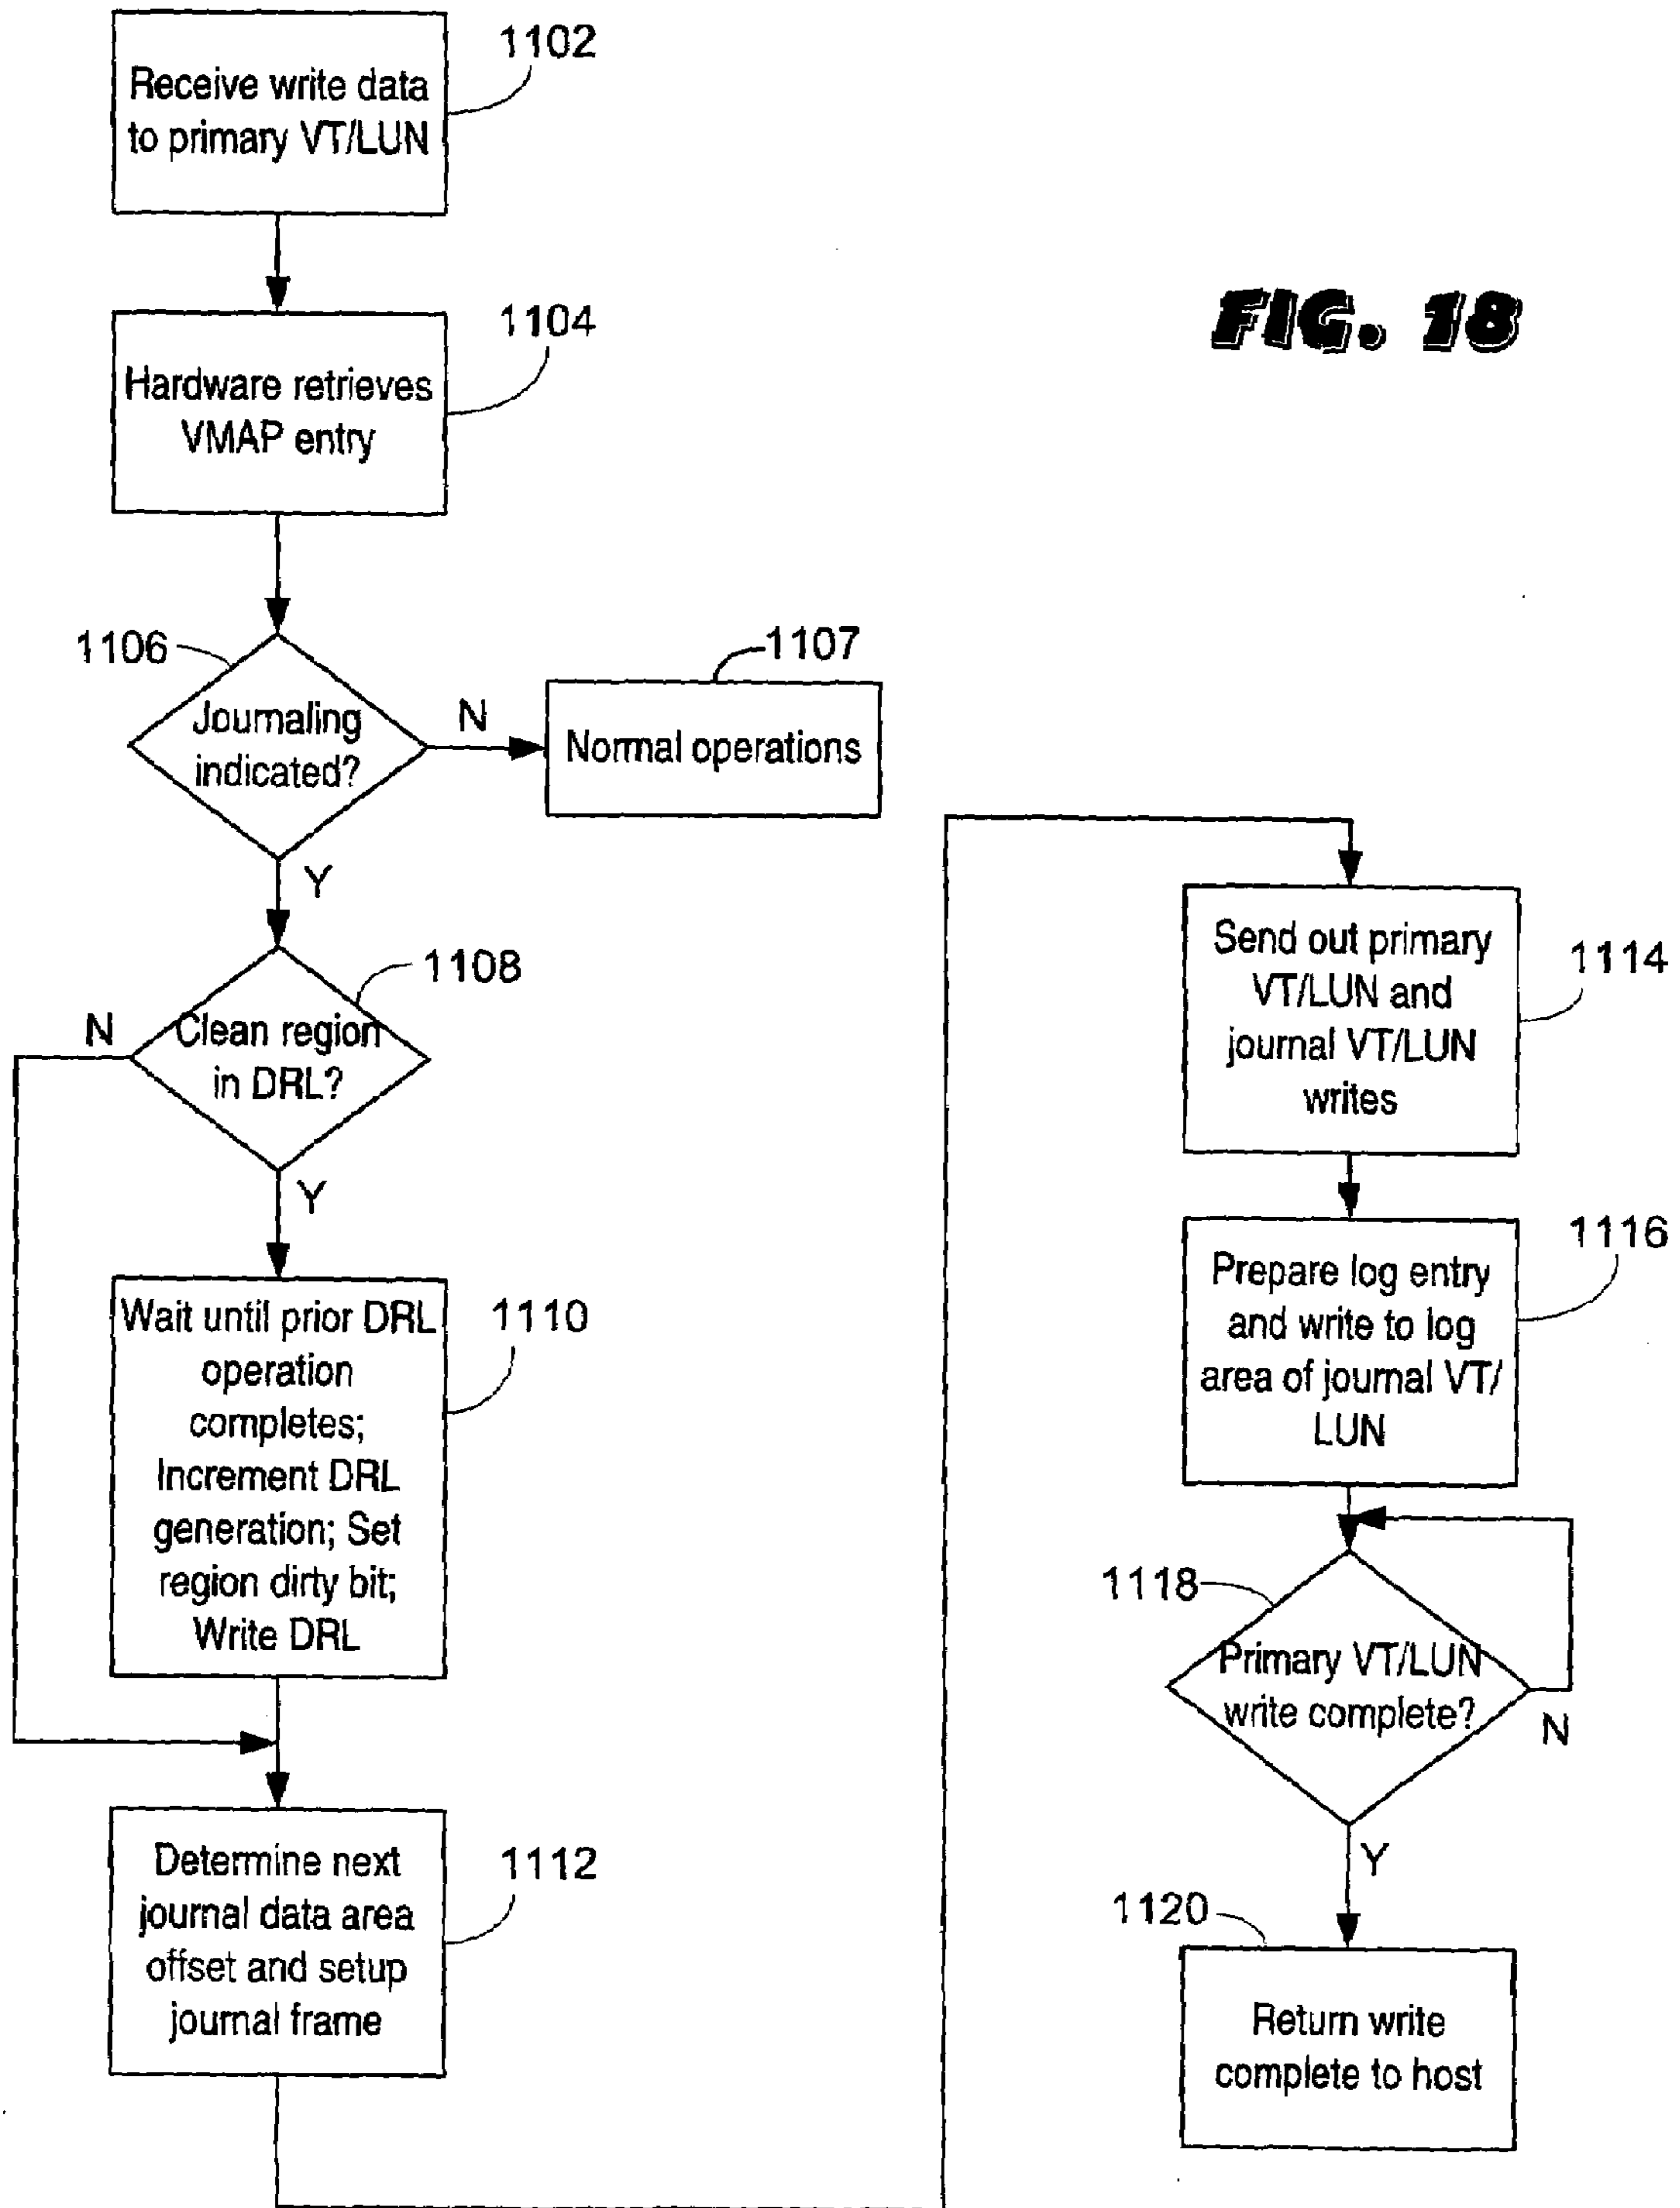 1102
Receive write data
to primary VT/LUN
FIG. 18
1104
Hardware retrieves
VMAP entry
1106
Journaling
indicated?
N
1107
Normal operations
Y
1108
N
Clean region
in DRL?
Y
1110
Wait until prior DRL
operation
completes;
Increment DRL
generation; Set
region dirty bit;
Write DRL
1112
Determine next
journal data area
offset and setup
journal frame
1114
Send out primary
VT/LUN and
journal VT/LUN
writes
1116
Prepare log entry
and write to log
area of journal VT/
LUN
1118
Primary VT/LUN
write complete?
N
Y
1120
Return write
complete to host